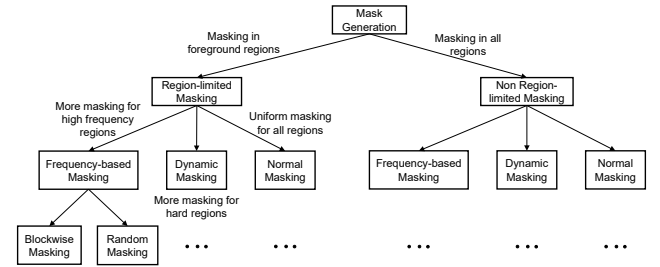 Mask
Generation
Masking in
foreground regions
Masking in all
regions
Region-limited
Masking
Non Region-
limited Masking
More masking for
high frequency
regions
Uniform masking
for all regions
Frequency-based
Masking
Dynamic
Masking
Normal
Masking
Frequency-based
Masking
Dynamic
Masking
Normal
Masking
More masking for
hard regions
Blockwise
Masking
Random
Masking
...
...
...
...
...